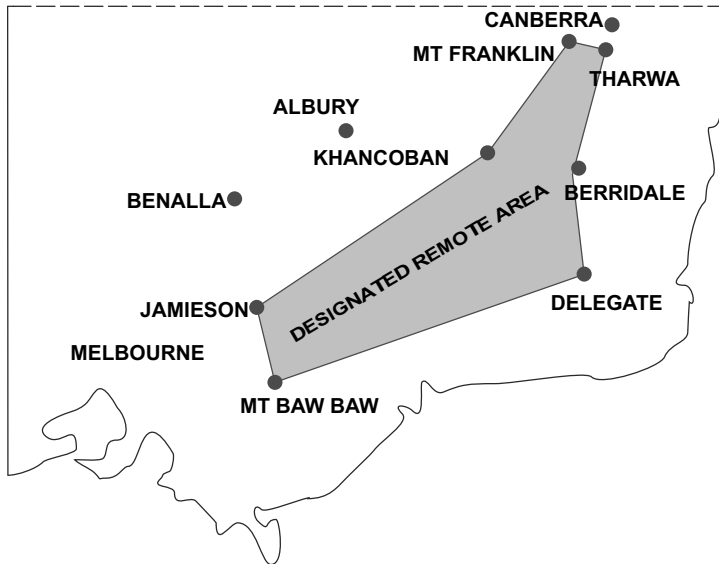 CANBERRA
MT FRANKLIN
THARWA
ALBURY
KHANCOBAN
BENALLA
BERRIDALE
DESIGNATED REMOTE AREA
JAMIESON
DELEGATE
MELBOURNE
MT BAW BAW